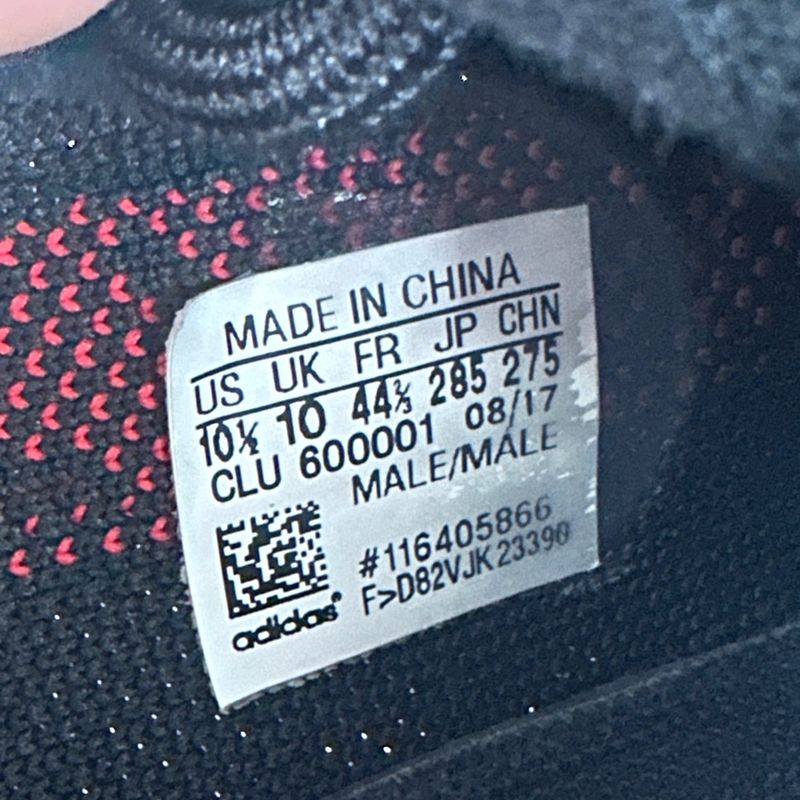 MADE IN CHINA
US UK FR JP CHN
10½ 10 44⅔ 285 275
CLU 600001 08/17
MALE/MALE
#116405866
F>D82VJK23390
adidas®